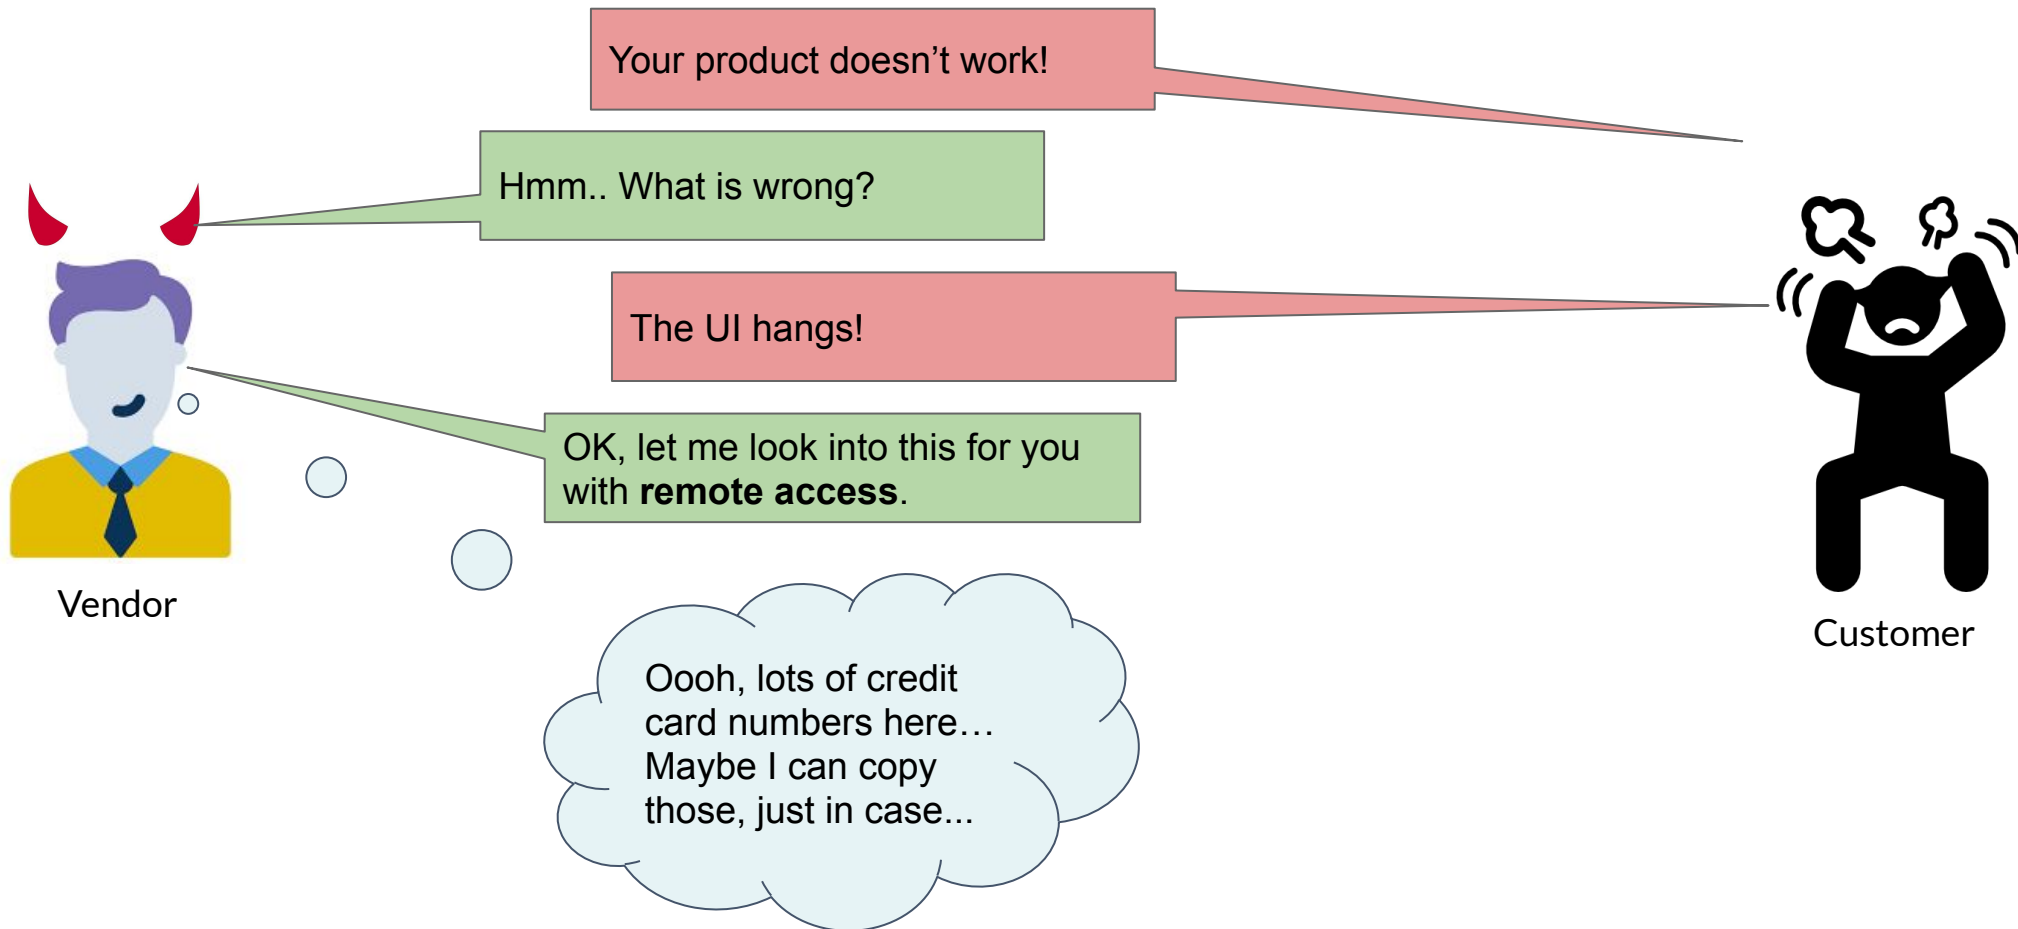 Your product doesn’t work!
Hmm.. What is wrong?
The UI hangs!
OK, let me look into this for you
with remote access.
Vendor
Customer
Oooh, lots of credit
card numbers here…
Maybe I can copy
those, just in case...